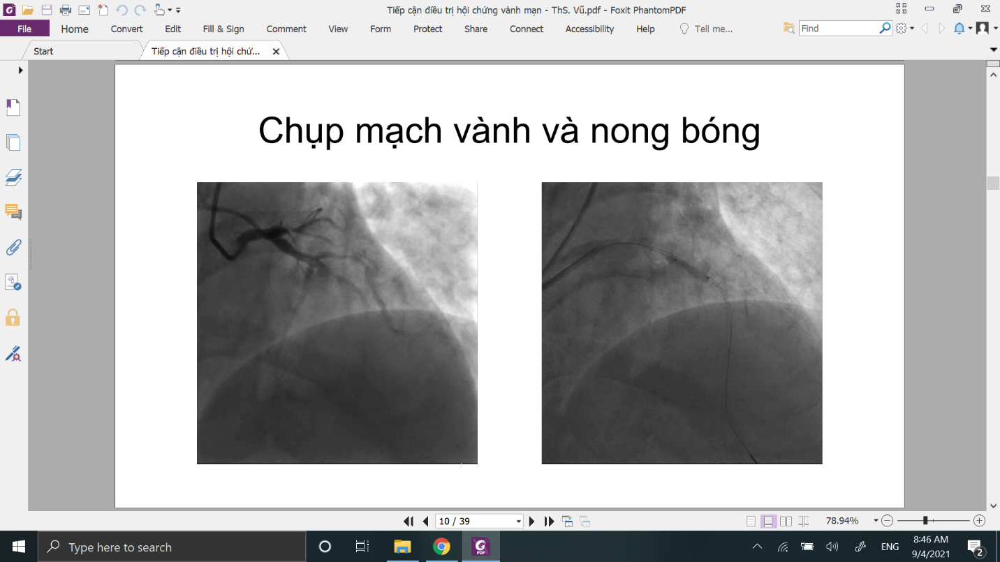 Tiếp cận điều trị hội chứng vành mạn - ThS. Vũ.pdf - Foxit PhantomPDF
File Home Convert Edit Fill & Sign Comment View Form Protect Share Connect Accessibility Help Tell me... Find
Start Tiếp cận điều trị hội chứ...
Chụp mạch vành và nong bóng
10 / 39 78.94%
PDF
Type here to search
ENG
8:46 AM
9/4/2021
2